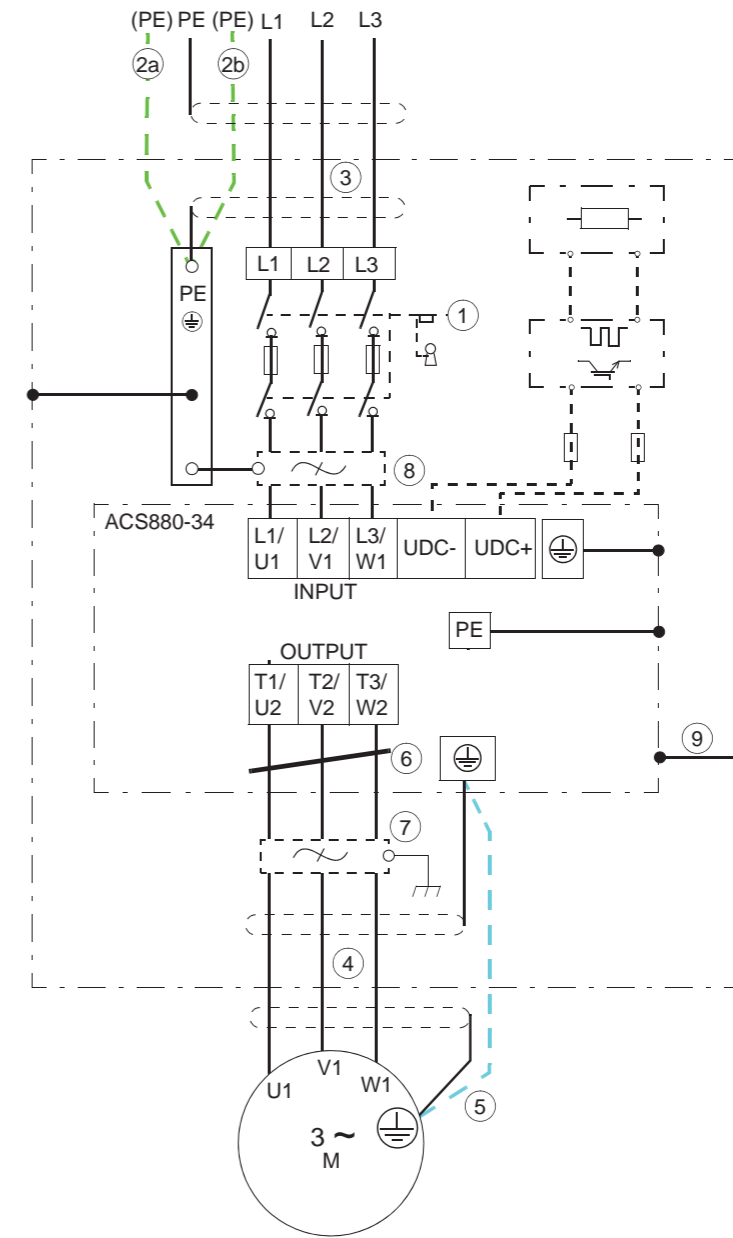 (PE) PE (PE) L1 L2 L3
2a 2b
3
L1 L2 L3
PE
1
8
ACS880-34
L1/ L2/ L3/
U1 V1 W1
UDC- UDC+
INPUT
PE
OUTPUT
T1/ T2/ T3/
U2 V2 W2
6
9
7
4
U1 V1 W1
5
3 ~
M